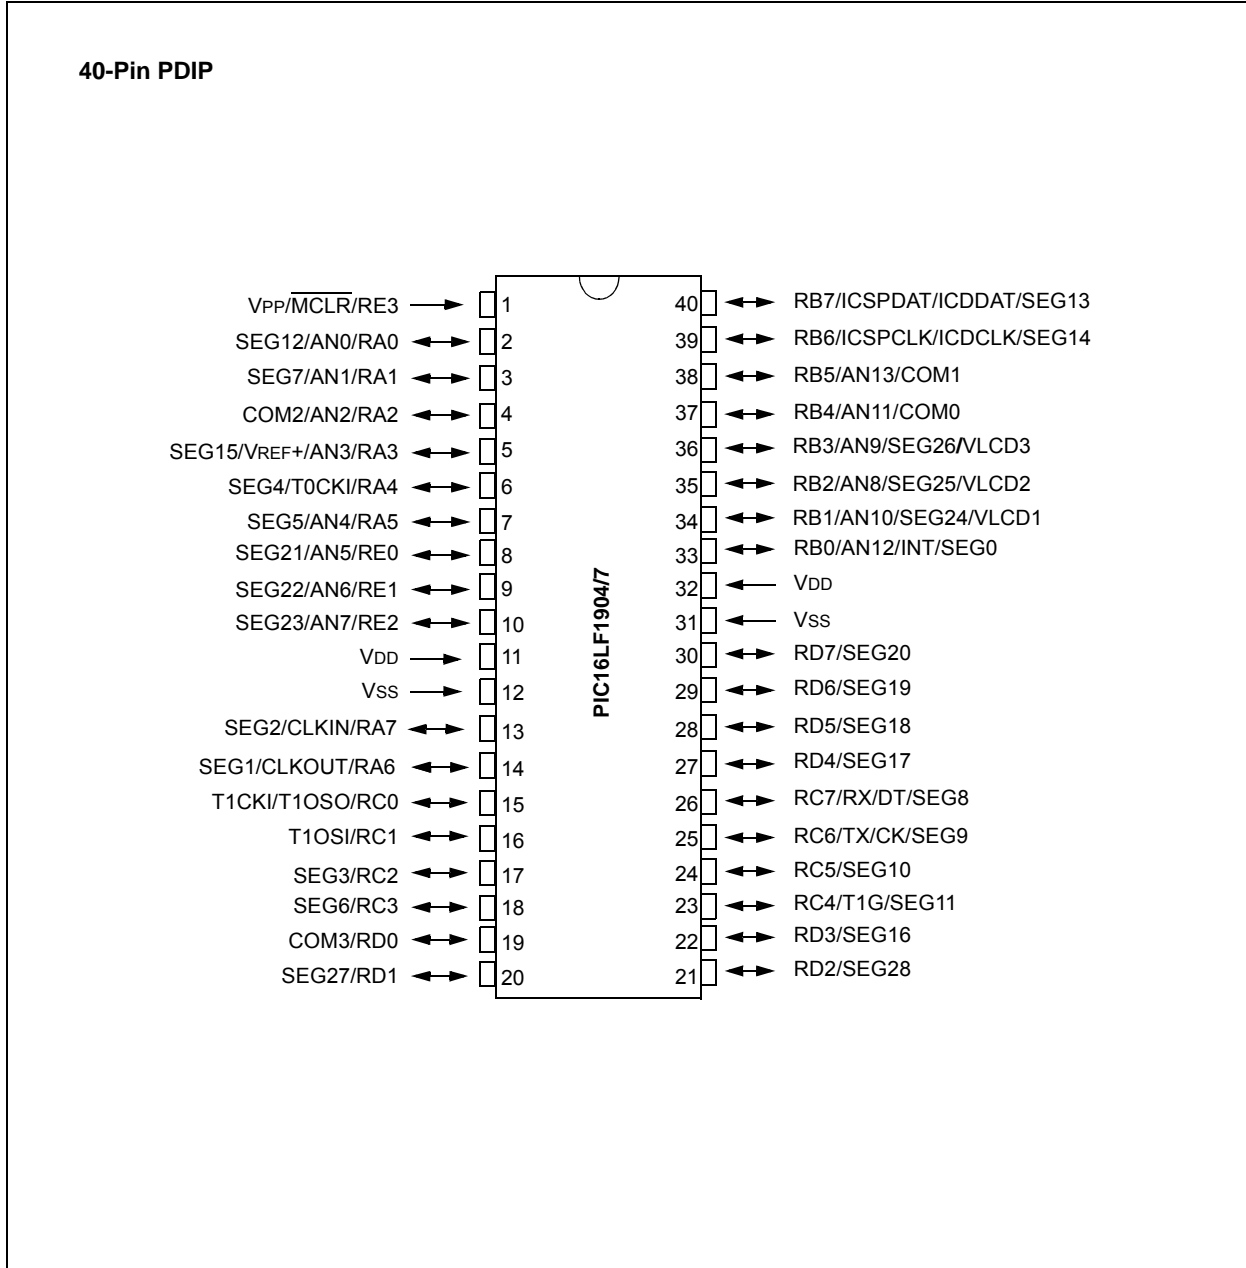 40-Pin PDIP
VPP/MCLR/RE3 1
SEG12/AN0/RA0 2
SEG7/AN1/RA1 3
COM2/AN2/RA2 4
SEG15/VREF+/AN3/RA3 5
SEG4/T0CKI/RA4 6
SEG5/AN4/RA5 7
SEG21/AN5/RE0 8
SEG22/AN6/RE1 9
SEG23/AN7/RE2 10
VDD 11
VSS 12
SEG2/CLKIN/RA7 13
SEG1/CLKOUT/RA6 14
T1CKI/T1OSO/RC0 15
T1OSI/RC1 16
SEG3/RC2 17
SEG6/RC3 18
COM3/RD0 19
SEG27/RD1 20
PIC16LF1904/7
40 RB7/ICSPDAT/ICDDAT/SEG13
39 RB6/ICSPCLK/ICDCLK/SEG14
38 RB5/AN13/COM1
37 RB4/AN11/COM0
36 RB3/AN9/SEG26/VLCD3
35 RB2/AN8/SEG25/VLCD2
34 RB1/AN10/SEG24/VLCD1
33 RB0/AN12/INT/SEG0
32 VDD
31 VSS
30 RD7/SEG20
29 RD6/SEG19
28 RD5/SEG18
27 RD4/SEG17
26 RC7/RX/DT/SEG8
25 RC6/TX/CK/SEG9
24 RC5/SEG10
23 RC4/T1G/SEG11
22 RD3/SEG16
21 RD2/SEG28